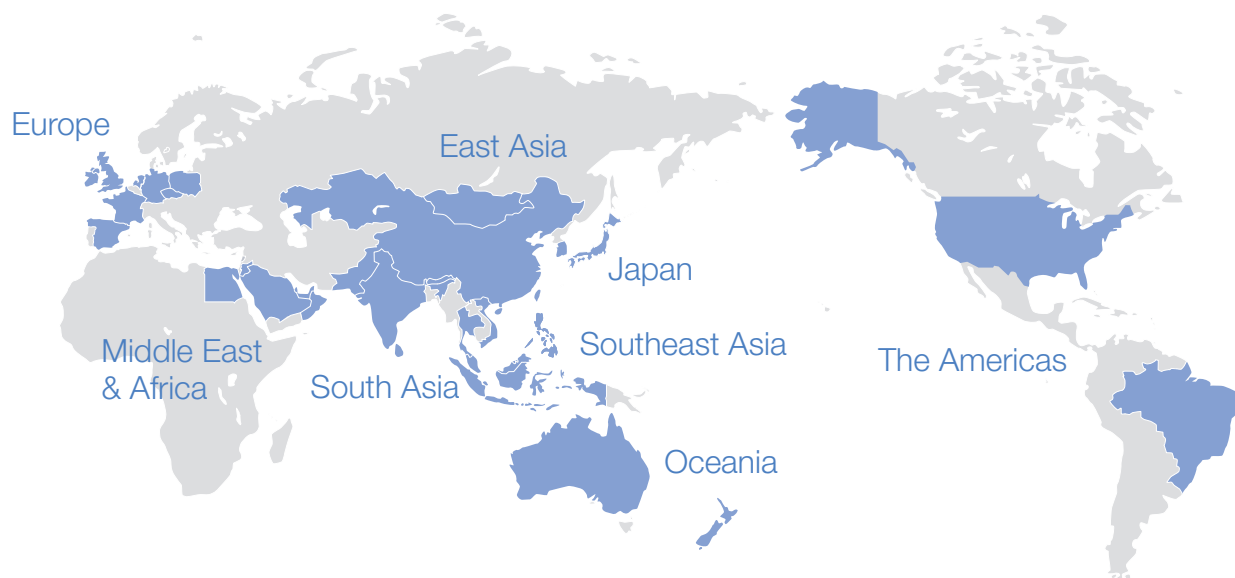 Europe
East Asia
Japan
Middle East
& Africa
South Asia
Southeast Asia
The Americas
Oceania